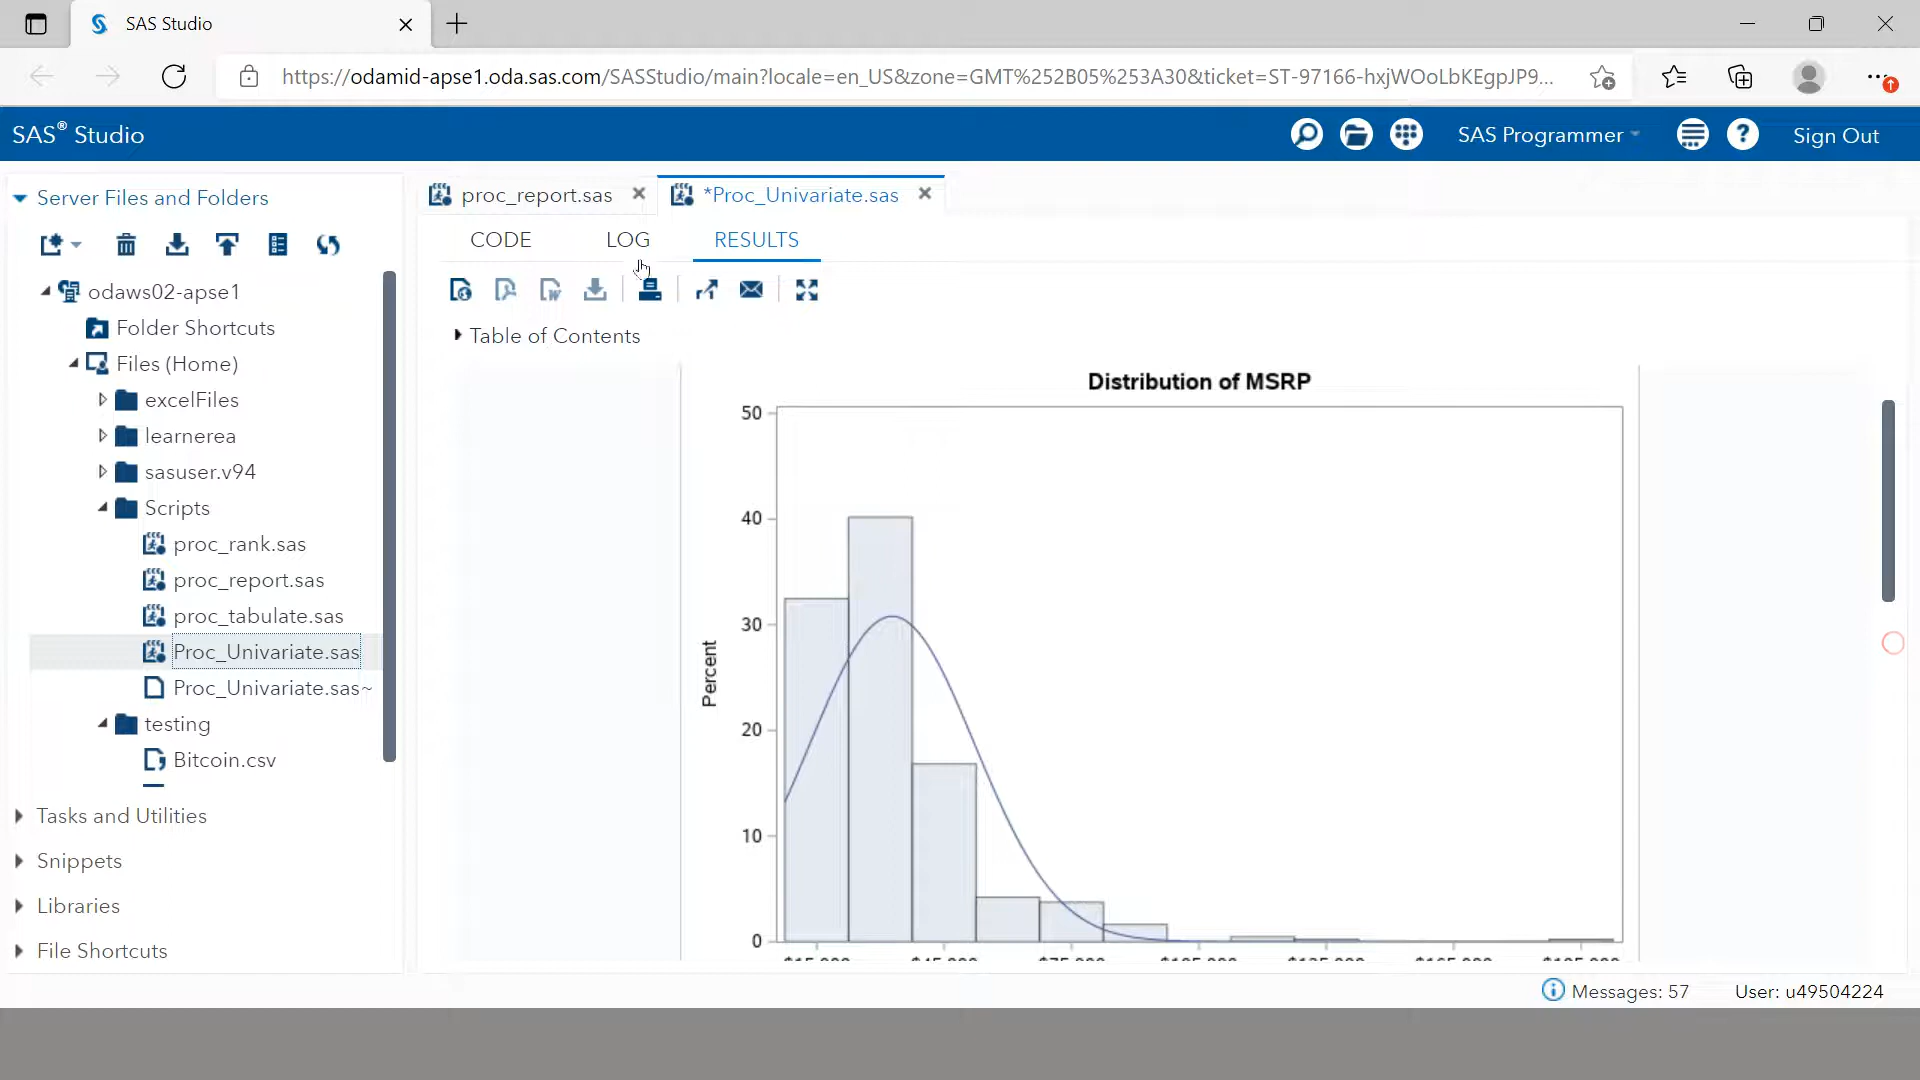 SAS Studio
https://odamid-apse1.oda.sas.com/SASStudio/main?locale=en_US&zone=GMT%252B05%253A30&ticket=ST-97166-hxjWOoLbKEgpJP9...
SAS® Studio
SAS Programmer
Sign Out
Server Files and Folders
odaws02-apse1
Folder Shortcuts
Files (Home)
excelFiles
learnerea
sasuser.v94
Scripts
proc_rank.sas
proc_report.sas
proc_tabulate.sas
Proc_Univariate.sas
Proc_Univariate.sas~
testing
Bitcoin.csv
Tasks and Utilities
Snippets
Libraries
File Shortcuts
proc_report.sas
*Proc_Univariate.sas
CODE LOG RESULTS
Table of Contents
Distribution of MSRP
50
40
30
20
10
0
Percent
Messages: 57
User: u49504224